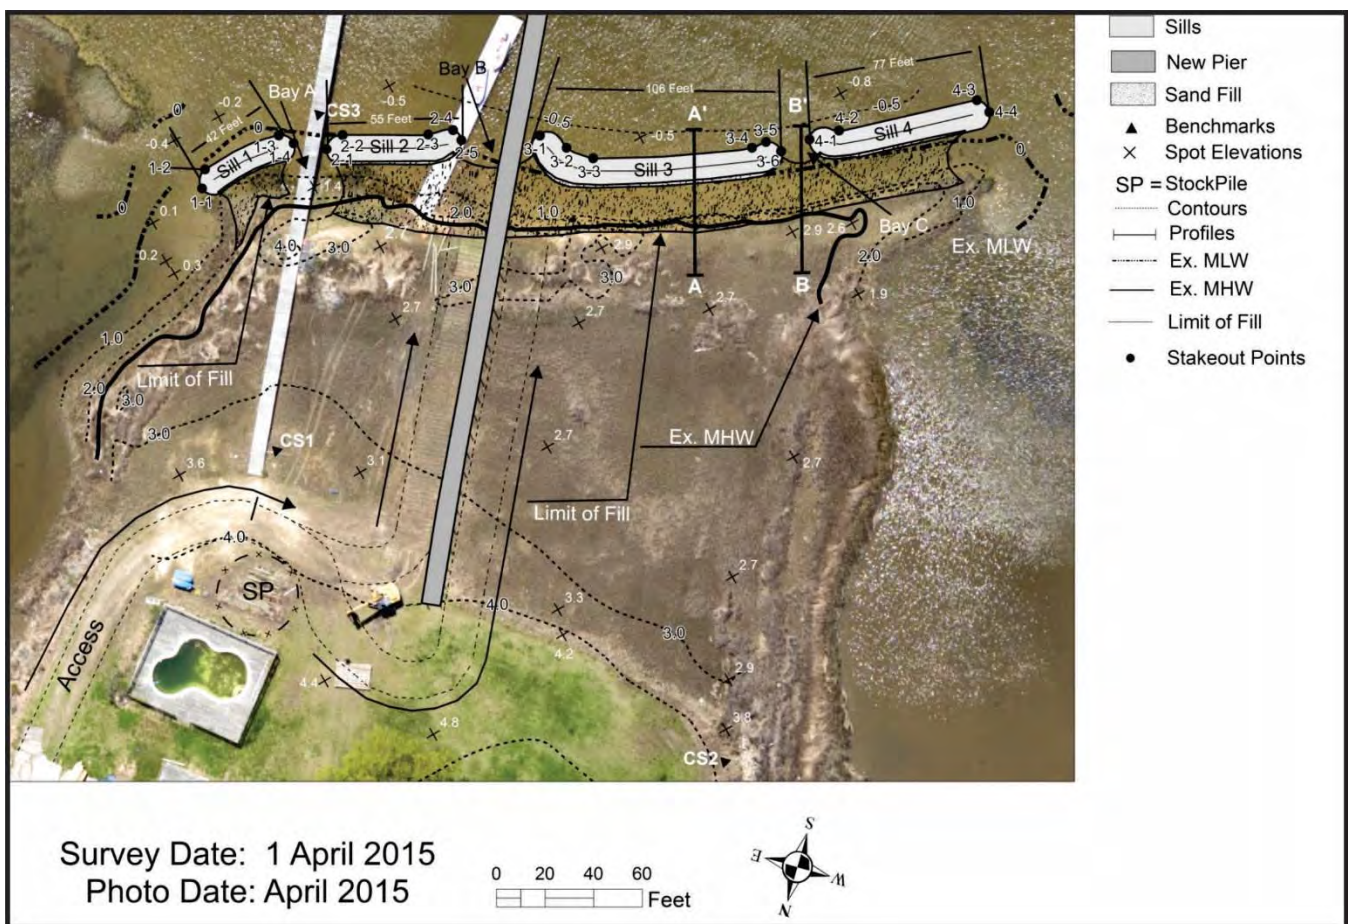 Sills
New Pier
Sand Fill
Benchmarks
Spot Elevations
SP = StockPile
Contours
Profiles
Ex. MLW
Ex. MHW
Limit of Fill
Stakeout Points
Bay B
Bay A
CS3
-0.2
-0.5
-0.8
77 Feet
106 Feet
4-3
4-4
0
42 Feet
0
55 Feet
2-4
-0.5
-0.5
A'
B'
-0.5
4-2
Sill 4
-0.4
1-3
2-2
2-3
3-1
3-5
3-4
4-1
1-2
Sill 1
1-4
2-1
Sill 2
2-5
3-2
3-3
Sill 3
3-6
0
1-1
1.4
0
0.1
2.0
1.0
1.0
4.0
3.0
2.7
2.9
2.9
2.6
Bay C
Ex. MLW
0.2
0.3
3.0
3.0
A
B
2.0
1.9
1.0
2.7
2.7
2.7
Limit of Fill
2.0
3.0
3.0
CS1
2.7
Ex. MHW
3.6
3.1
2.7
Limit of Fill
4.0
SP
2.7
4.0
3.3
3.0
Access
4.2
4.4
2.9
4.8
3.8
CS2
Survey Date: 1 April 2015
Photo Date: April 2015
0 20 40 60
Feet
S
E
W
N